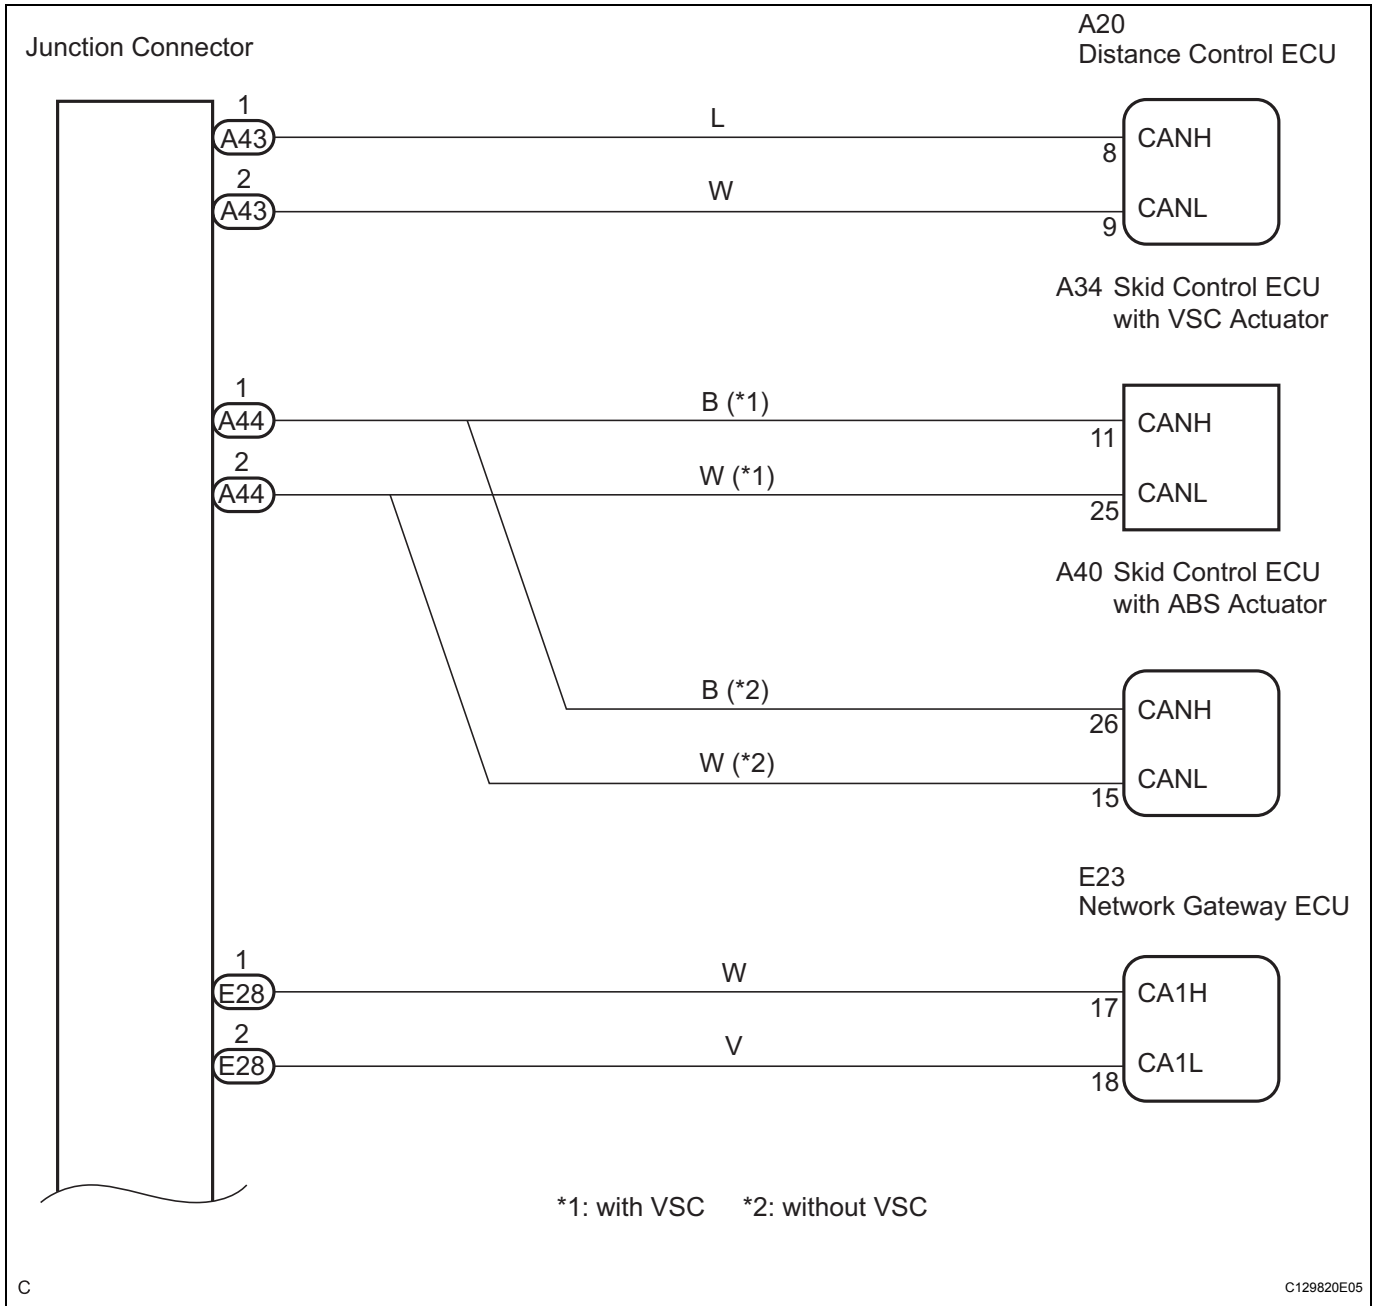 Junction Connector
A20
Distance Control ECU
1
A43
L
8
CANH
2
A43
W
9
CANL
A34 Skid Control ECU
with VSC Actuator
1
A44
B (*1)
11
CANH
2
A44
W (*1)
25
CANL
A40 Skid Control ECU
with ABS Actuator
B (*2)
26
CANH
W (*2)
15
CANL
E23
Network Gateway ECU
1
E28
W
17
CA1H
2
E28
V
18
CA1L
*1: with VSC *2: without VSC
C
C129820E05